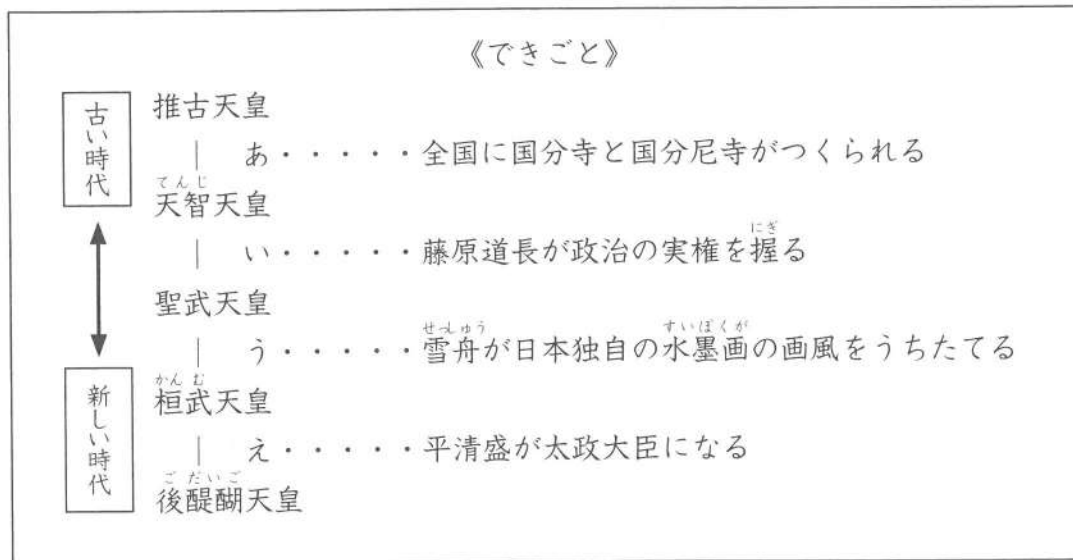 《できごと》
古い時代
推古天皇
| あ・・・・・全国に国分寺と国分尼寺がつくられる
てんじ
天智天皇
にぎ
| い・・・・・藤原道長が政治の実権を握る
聖武天皇
せっしゅう すいぼくが
| う・・・・・雪舟が日本独自の水墨画の画風をうちたてる
新しい時代
かんむ
桓武天皇
| え・・・・・平清盛が太政大臣になる
ごだいご
後醍醐天皇